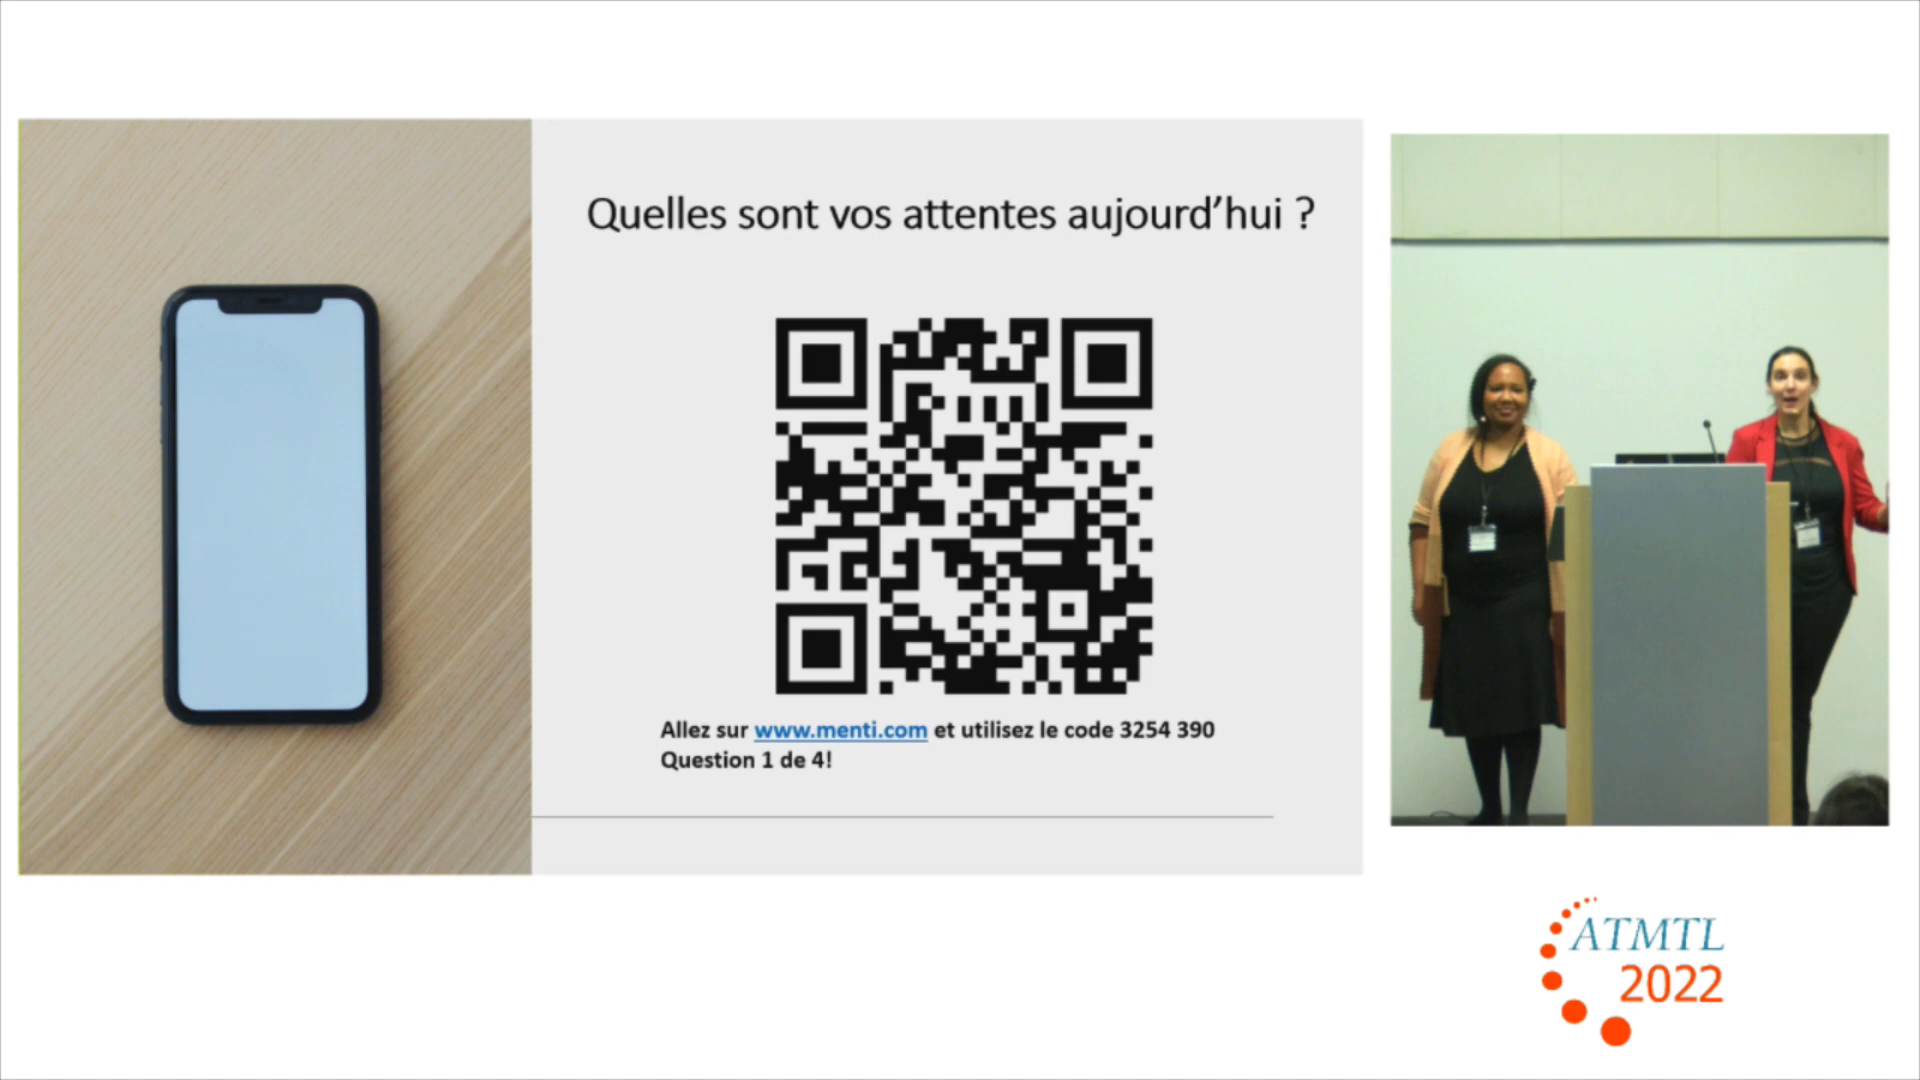 Quelles sont vos attentes aujourd'hui ?
Allez sur www.menti.com et utilisez le code 3254 390
Question 1 de 4!
ATMTL
2022